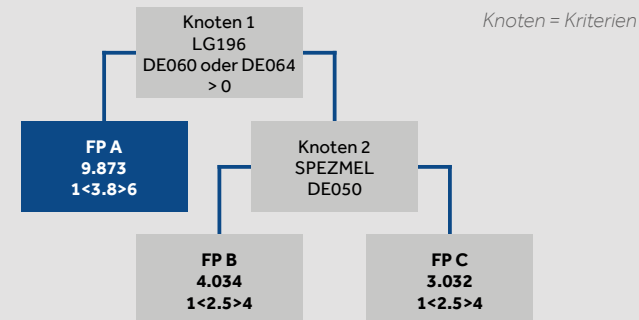 Knoten 1
LG196
DE060 oder DE064
> 0
Knoten = Kriterien
FP A
9.873
1<3.8>6
Knoten 2
SPEZMEL
DE050
FP B
4.034
1<2.5>4
FP C
3.032
1<2.5>4